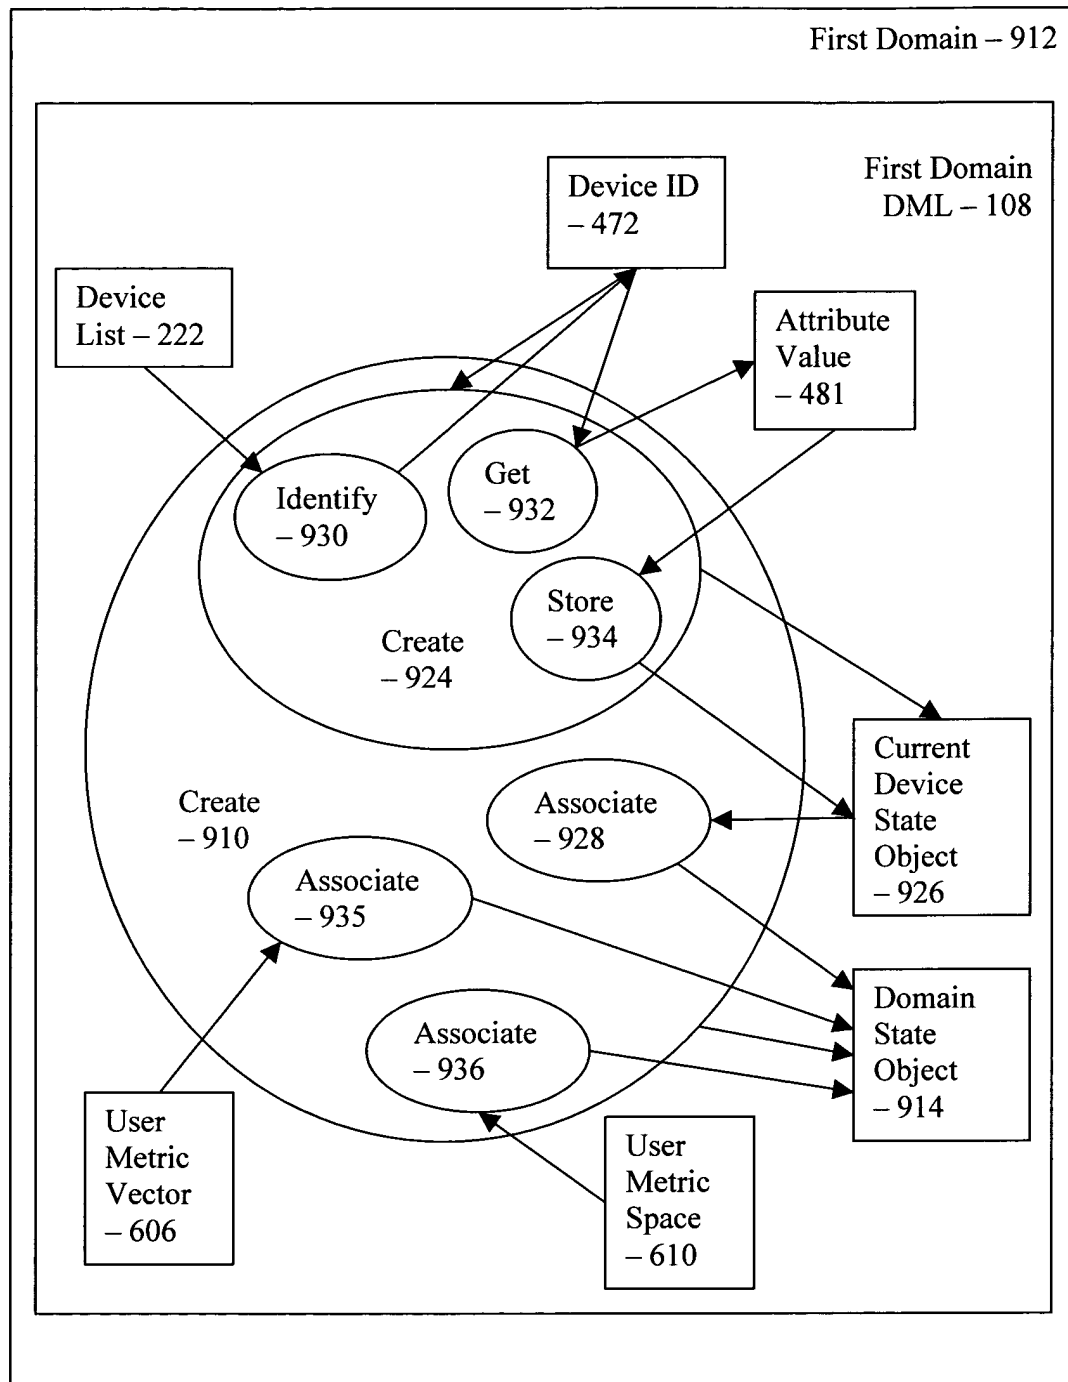 First Domain – 912
First Domain
DML – 108
Device ID
– 472
Device
List – 222
Attribute
Value
– 481
Identify
– 930
Get
– 932
Store
– 934
Create
– 924
Current
Device
State
Object
– 926
Create
– 910
Associate
– 928
Associate
– 935
Domain
State
Object
– 914
Associate
– 936
User
Metric
Vector
– 606
User
Metric
Space
– 610